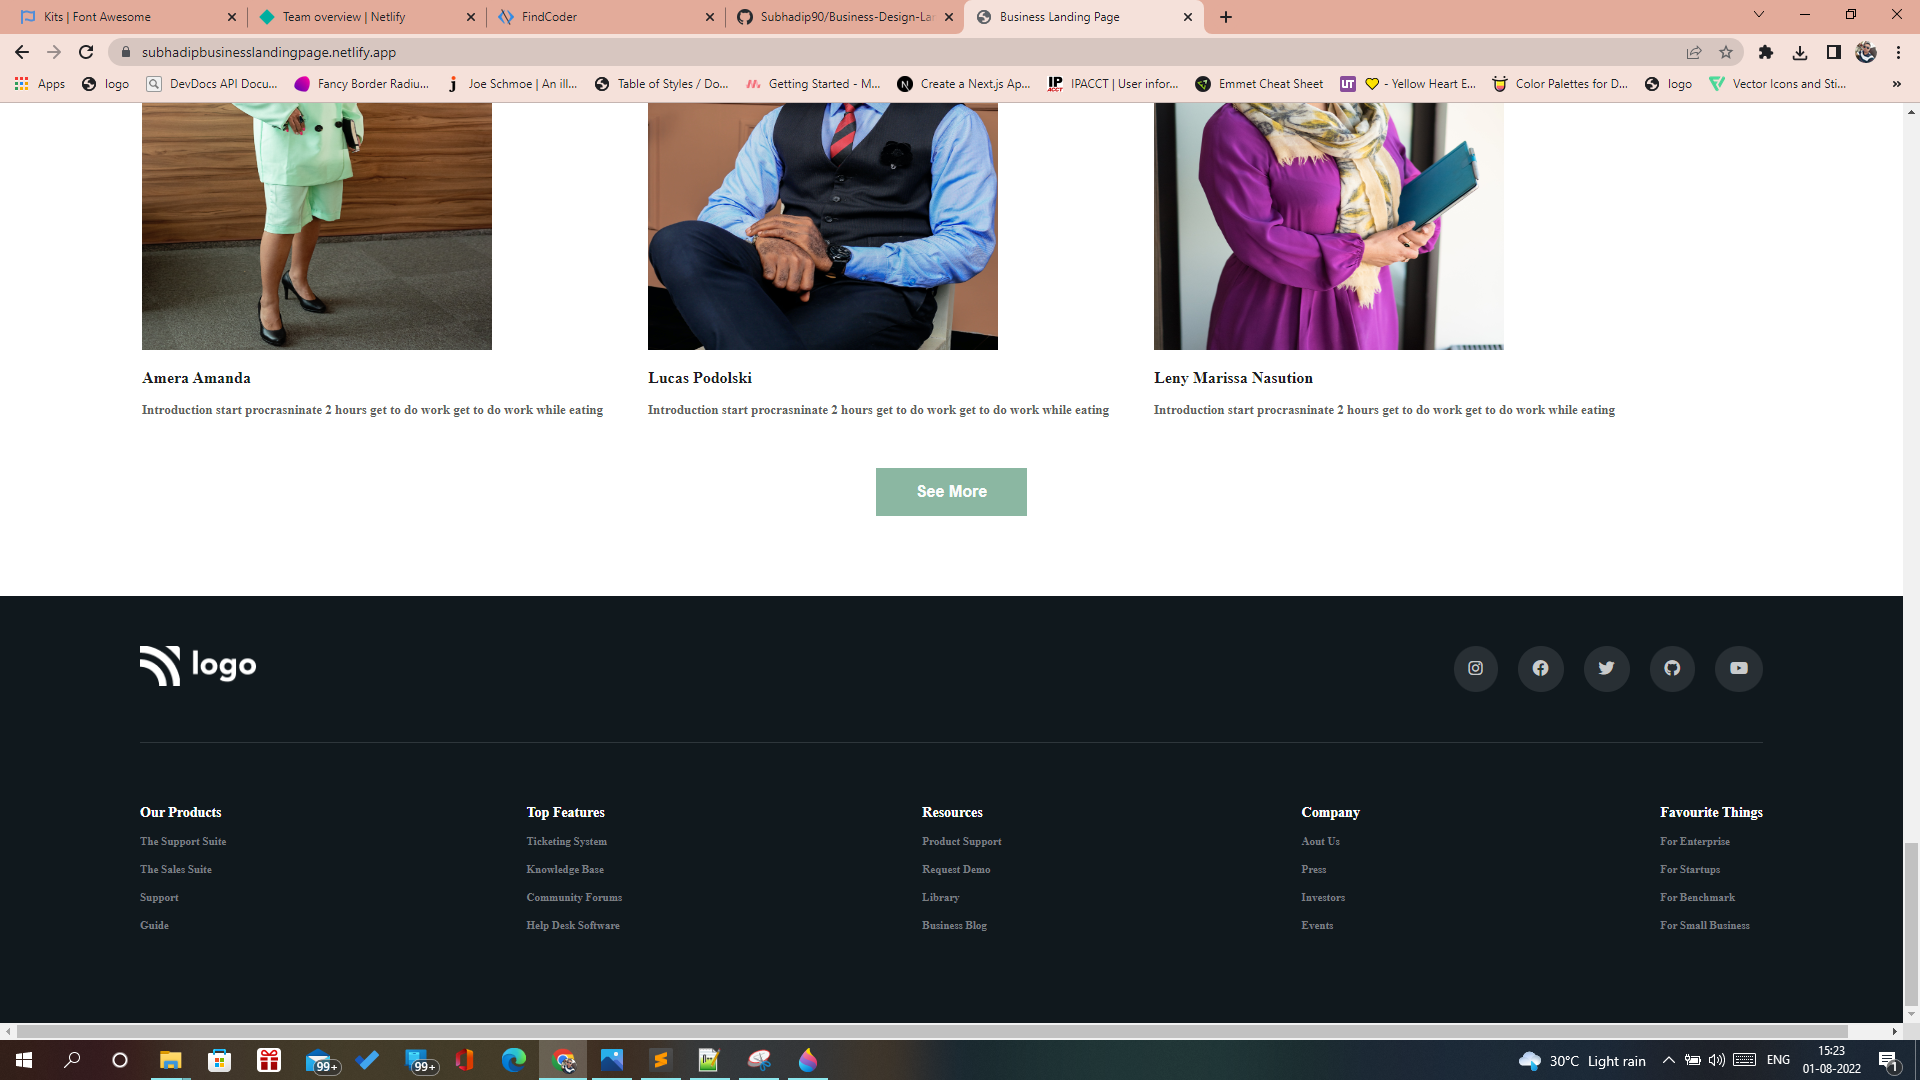 Kits | Font Awesome
Team overview | Netlify
FindCoder
Subhadip90/Business-Design-Lar
Business Landing Page
subhadipbusinesslandingpage.netlify.app
Apps
logo
DevDocs API Docu...
Fancy Border Radiu...
Joe Schmoe | An ill...
Table of Styles / Do...
Getting Started - M...
Create a Next.js Ap...
IPACCT | User infor...
Emmet Cheat Sheet
- Yellow Heart E...
Color Palettes for D...
logo
Vector Icons and Sti...
»
Amera Amanda
Introduction start procrasninate 2 hours get to do work get to do work while eating
Lucas Podolski
Introduction start procrasninate 2 hours get to do work get to do work while eating
Leny Marissa Nasution
Introduction start procrasninate 2 hours get to do work get to do work while eating
See More
logo
Our Products
The Support Suite
The Sales Suite
Support
Guide
Top Features
Ticketing System
Knowledge Base
Community Forums
Help Desk Software
Resources
Product Support
Request Demo
Library
Business Blog
Company
Aout Us
Press
Investors
Events
Favourite Things
For Enterprise
For Startups
For Benchmark
For Small Business
99+
99+
30°C Light rain
ENG
15:23
01-08-2022
1